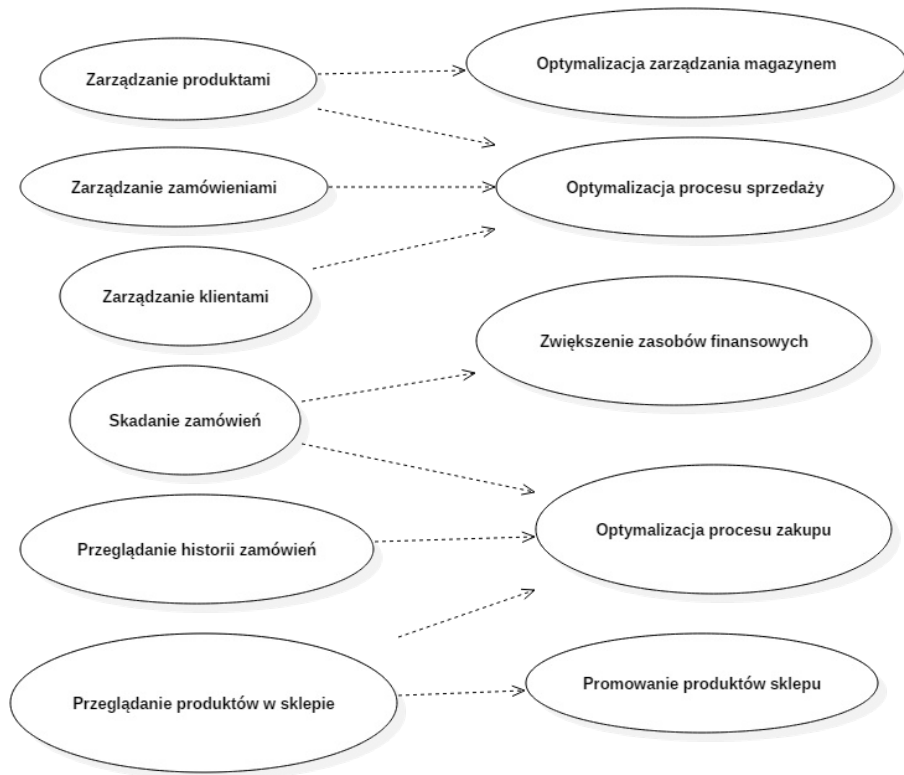 Zarządzanie produktami
Optymalizacja zarządzania magazynem
Zarządzanie zamówieniami
Optymalizacja procesu sprzedaży
Zarządzanie klientami
Zwiększenie zasobów finansowych
Skadanie zamówień
Optymalizacja procesu zakupu
Przeglądanie historii zamówień
Promowanie produktów sklepu
Przeglądanie produktów w sklepie